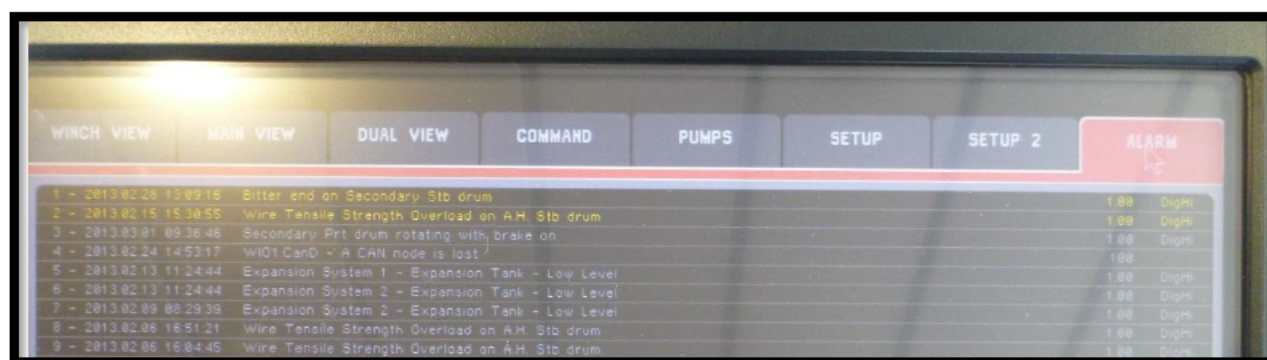 WINCH VIEW MAIN VIEW DUAL VIEW COMMAND PUMPS SETUP SETUP 2 ALARM
1 - 2013.02.28 13:09:16 Bitter end on Secondary Stb drum 1.00 DigHi
2 - 2013.02.15 15:30:55 Wire Tensile Strength Overload on A.H. Stb drum 1.00 DigHi
3 - 2013.03.01 09:36:46 Secondary Prt drum rotating with brake on 1.00 DigHi
4 - 2013.02.24 14:53:17 WIO1.CanD - A CAN node is lost 100
5 - 2013.02.13 11:24:44 Expansion System 1 - Expansion Tank - Low Level 1.00 DigHi
6 - 2013.02.13 11:24:44 Expansion System 2 - Expansion Tank - Low Level 1.00 DigHi
7 - 2013.02.09 08:29:39 Expansion System 2 - Expansion Tank - Low Level 1.00 DigHi
8 - 2013.02.06 16:51:21 Wire Tensile Strength Overload on A.H. Stb drum 1.00 DigHi
9 - 2013.02.06 16:04:45 Wire Tensile Strength Overload on A.H. Stb drum 1.00 DigHi